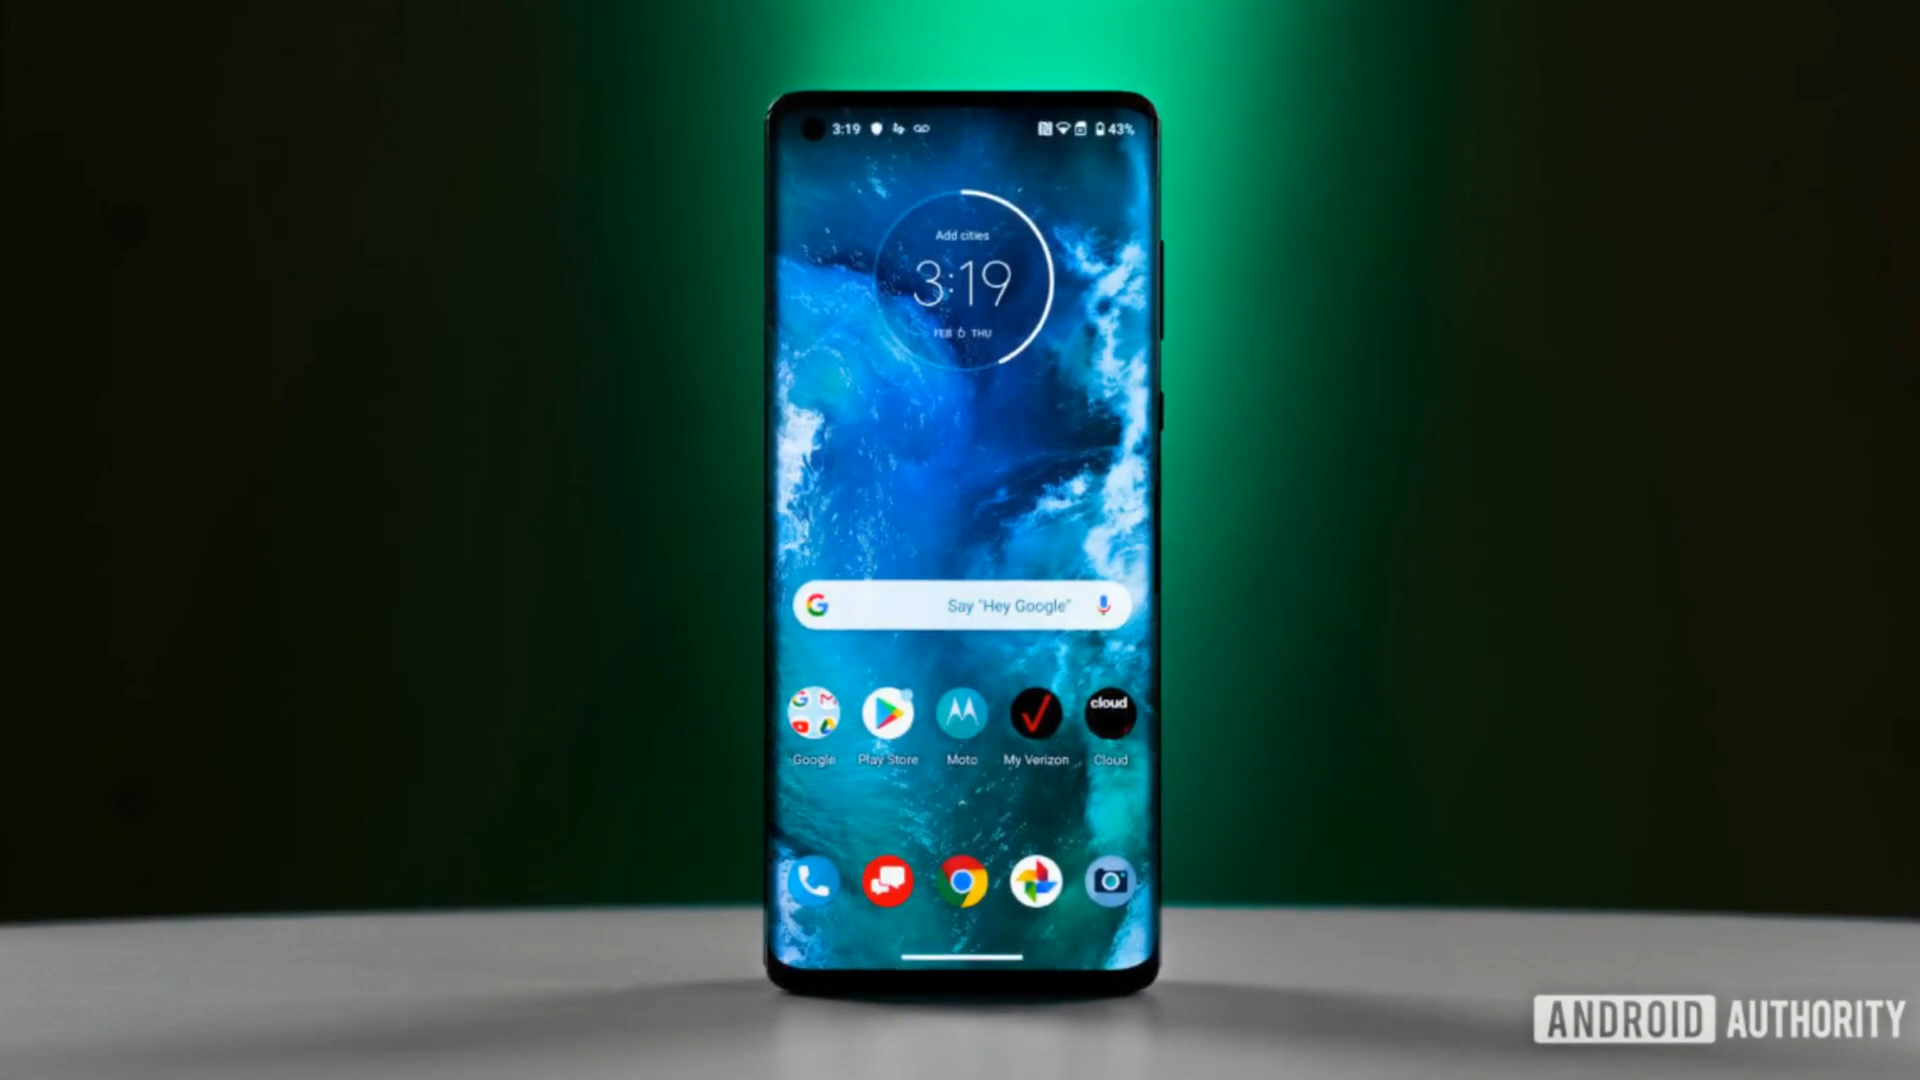 3:19
43%
Add cities
3:19
FEB 6 THU
Say "Hey Google"
cloud
Google Play Store Moto My Verizon Cloud
ANDROID AUTHORITY